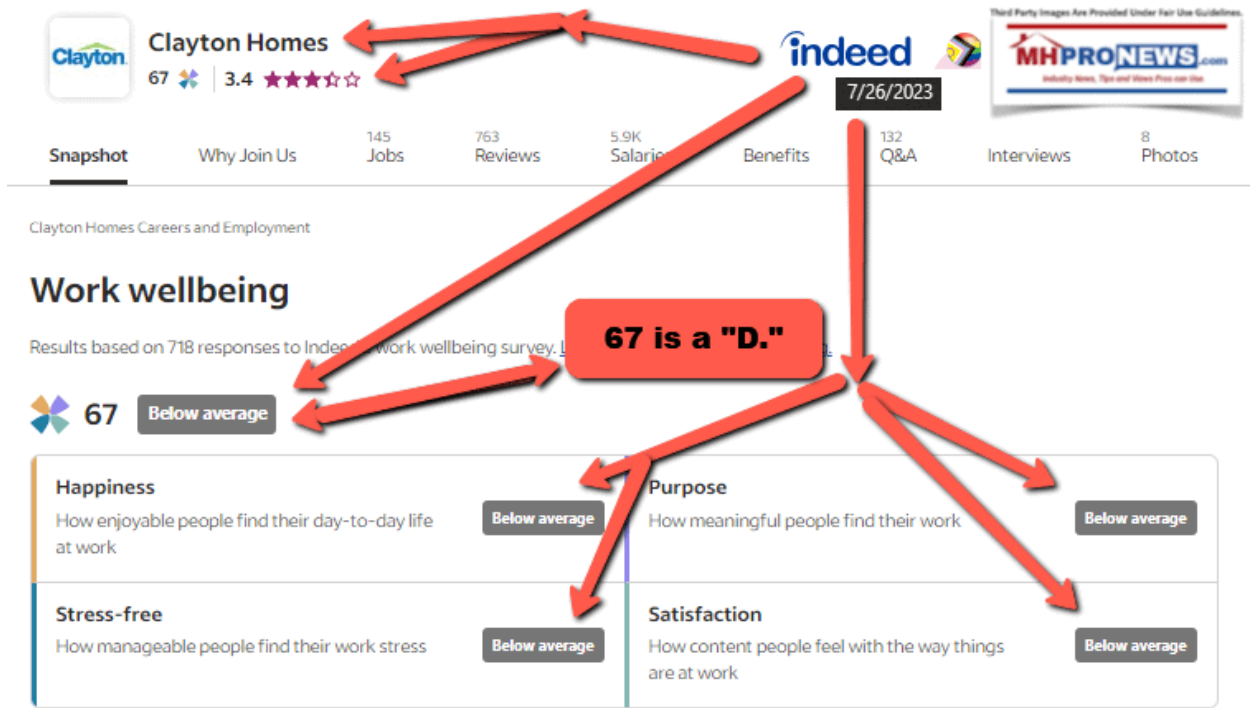 Third Party Images Are Provided Under Fair Use Guidelines.
Clayton
Clayton Homes
67 3.4
indeed
7/26/2023
MHPRONEWS.com
Industry News, Tips and Views Pros can Use
Snapshot
Why Join Us
145
Jobs
763
Reviews
5.9K
Salaries
Benefits
132
Q&A
Interviews
8
Photos
Clayton Homes Careers and Employment
Work wellbeing
Results based on 718 responses to Indeed's work wellbeing survey.
67 is a "D."
67 Below average
Happiness
How enjoyable people find their day-to-day life
at work
Below average
Purpose
How meaningful people find their work
Below average
Stress-free
How manageable people find their work stress
Below average
Satisfaction
How content people feel with the way things
are at work
Below average